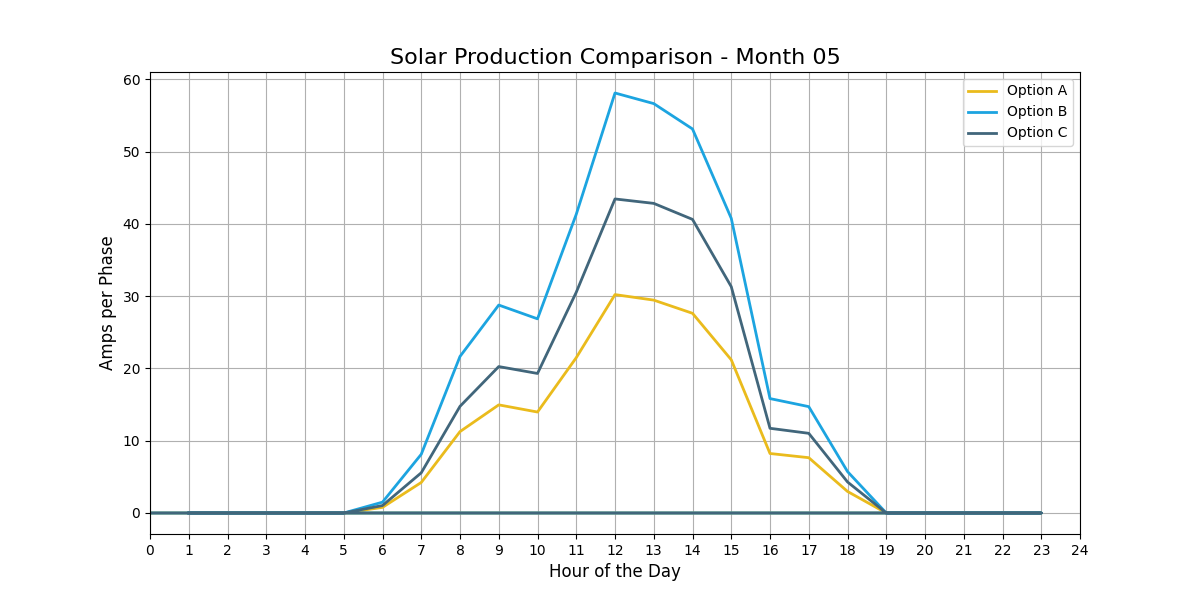 Solar Production Comparison - Month 05
60
50
40
30
20
10
0
Amps per Phase
Option A
Option B
Option C
0 1 2 3 4 5 6 7 8 9 10 11 12 13 14 15 16 17 18 19 20 21 22 23 24
Hour of the Day